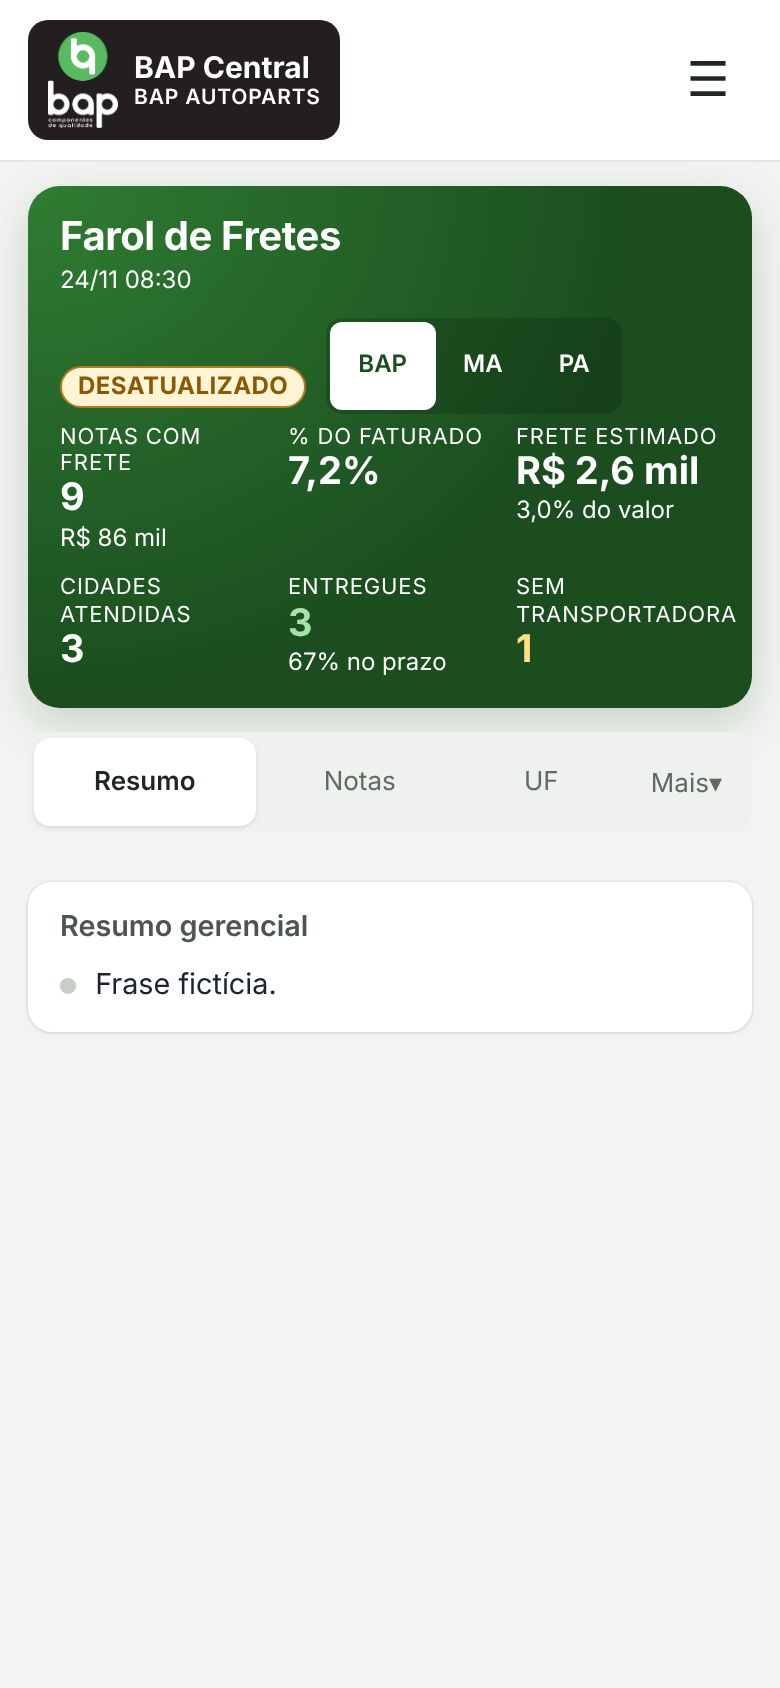 bap
componentes
de qualidade
BAP Central
BAP AUTOPARTS
Farol de Fretes
24/11 08:30
DESATUALIZADO
BAP
MA
PA
NOTAS COM
FRETE
9
R$ 86 mil
% DO FATURADO
7,2%
FRETE ESTIMADO
R$ 2,6 mil
3,0% do valor
CIDADES
ATENDIDAS
3
ENTREGUES
3
67% no prazo
SEM
TRANSPORTADORA
1
Resumo
Notas
UF
Mais▾
Resumo gerencial
Frase fictícia.